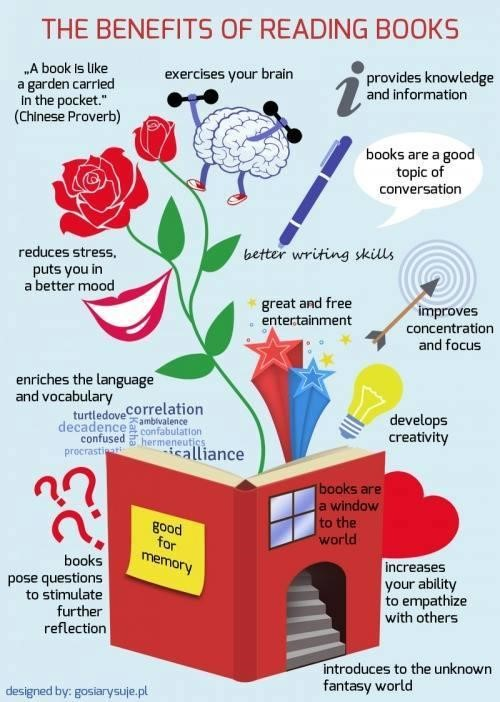 THE BENEFITS OF READING BOOKS
„A book is like
a garden carried
in the pocket."
(Chinese Proverb)
exercises your brain
provides knowledge
and information
books are a good
topic of
conversation
reduces stress,
puts you in
a better mood
better writing skills
great and free
entertainment
improves
concentration
and focus
enriches the language
and vocabulary
turtledove correlation
decadence
ambivalence
confabulation
confused
hermeneutics
develops
creativity
good
for
memory
books are
a window
to the
world
books
pose questions
to stimulate
further
reflection
increases
your ability
to empathize
with others
introduces to the unknown
fantasy world
designed by: gosiarysuje.pl